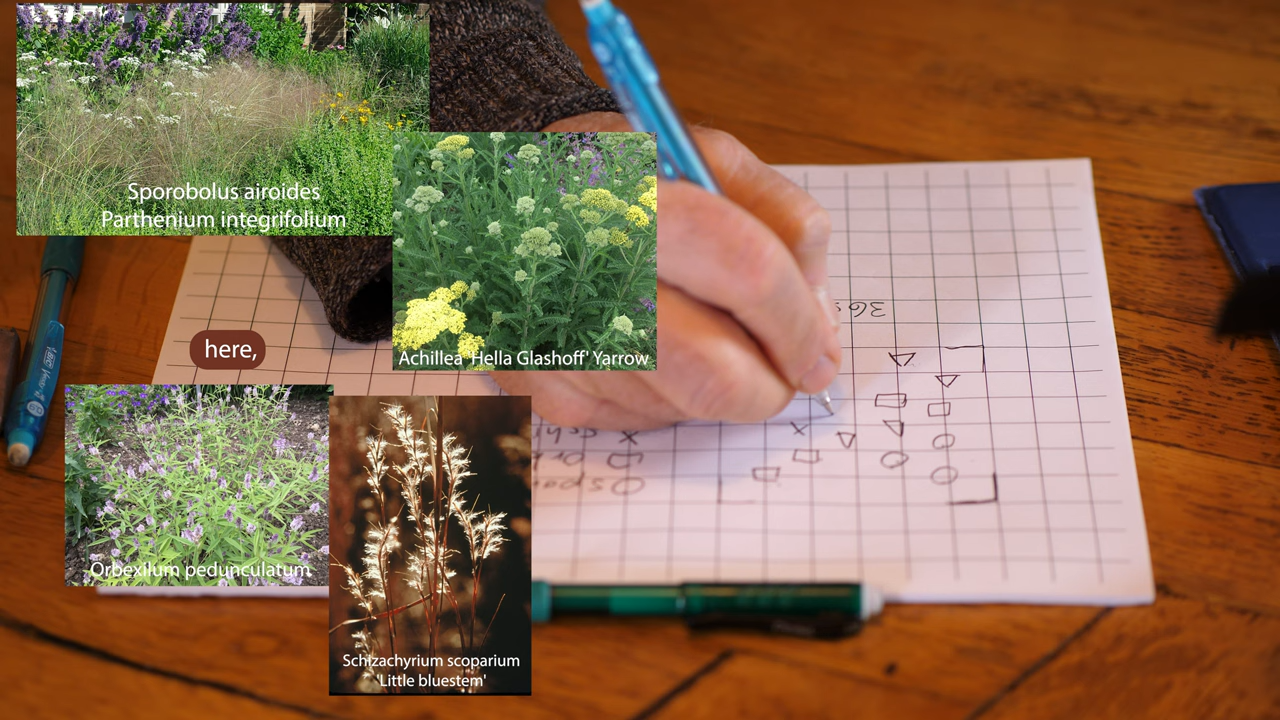 Sporobolus airoides
Parthenium integrifolium
Achillea 'Hella Glashoff' Yarrow
here,
Orbexilum pedunculatum
Schizachyrium scoparium
'Little bluestem'